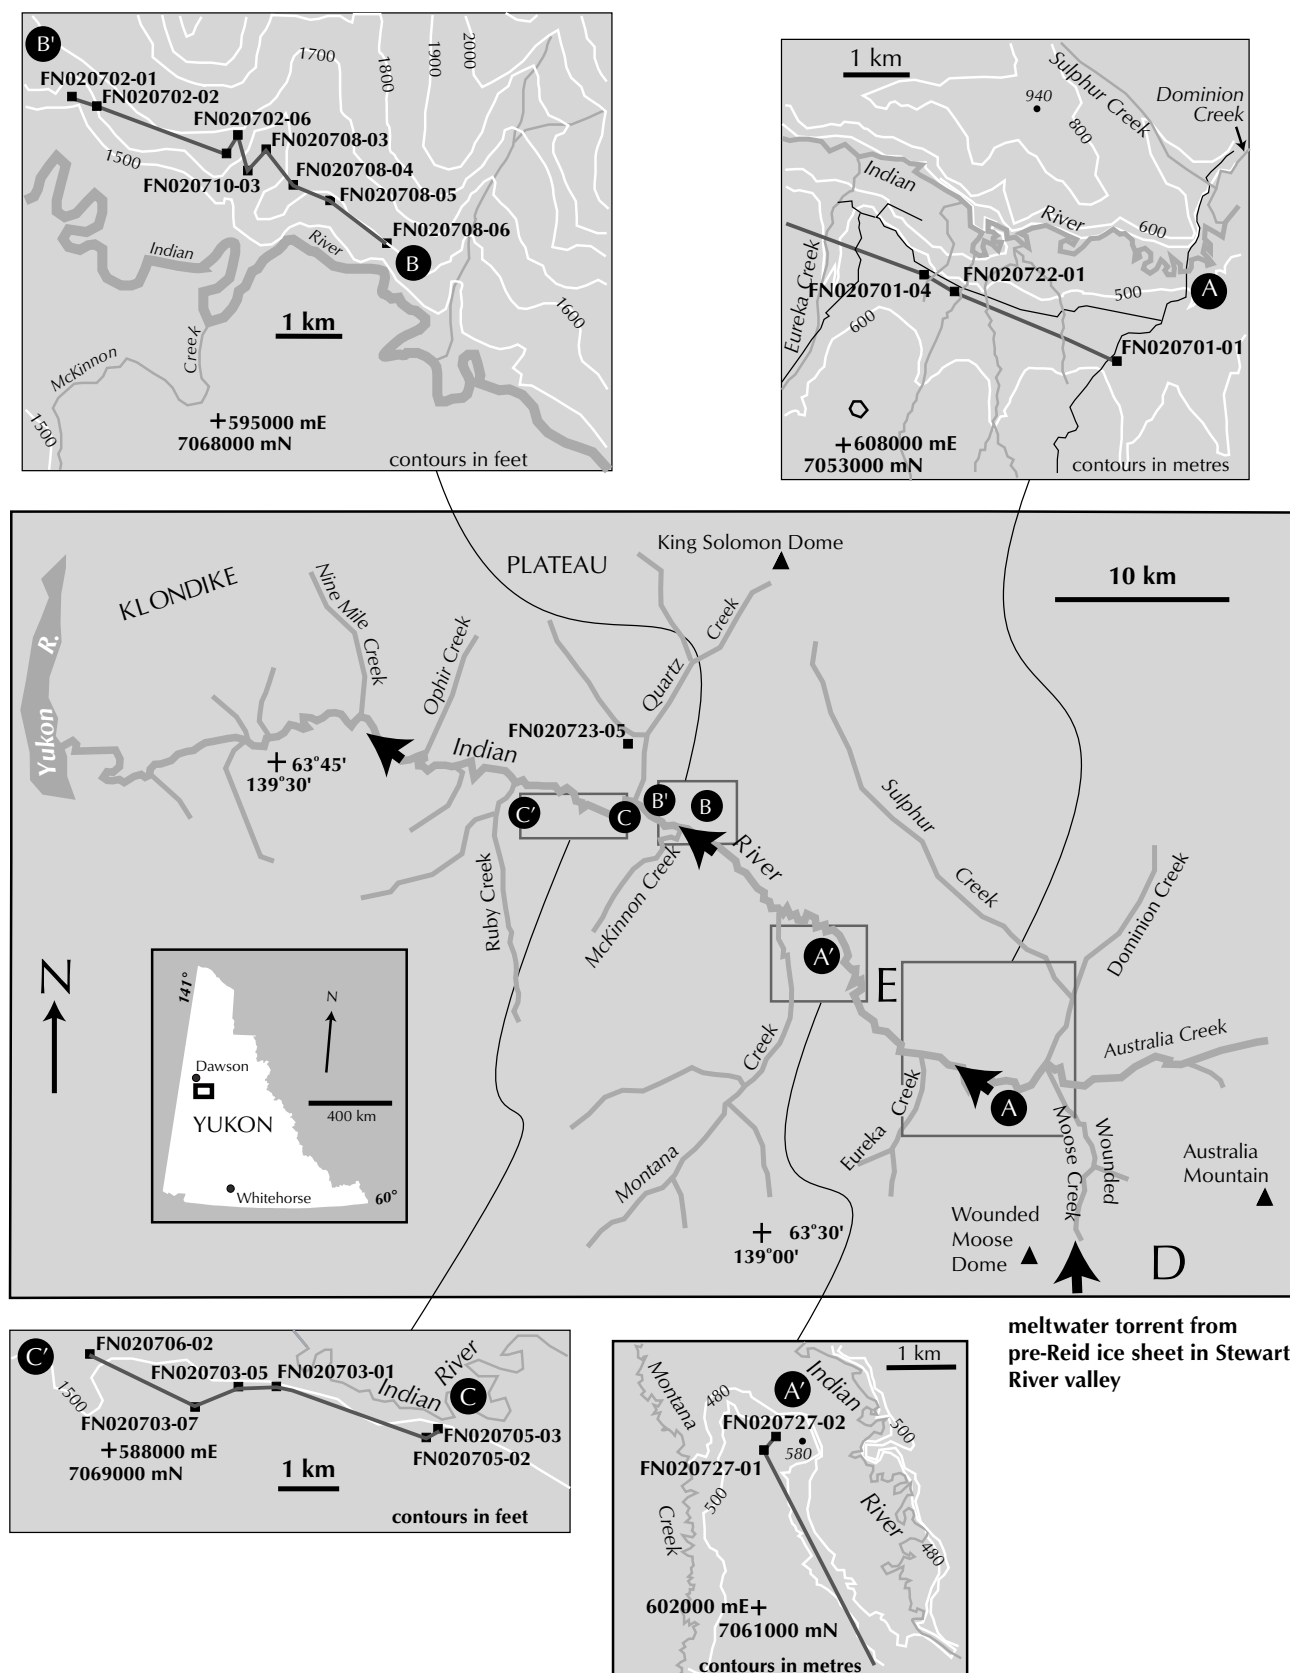 B'
FN020702-01
FN020702-02
FN020702-06
FN020708-03
FN020710-03
FN020708-04
FN020708-05
FN020708-06
B
1700
1800
1900
2000
1500
1600
1500
Indian
River
McKinnon
Creek
1 km
595000 mE
7068000 mN
contours in feet
1 km
Sulphur Creek
Dominion
Creek
940
800
Indian
River
600
FN020722-01
FN020701-04
500
A
Eureka Creek
600
FN020701-01
608000 mE
7053000 mN
contours in metres
King Solomon Dome
PLATEAU
KLONDIKE
10 km
Nine Mile
Creek
Ophir Creek
Quartz
Creek
Yukon R.
FN020723-05
Indian
63°45'
139°30'
Sulphur
Creek
C'
C
B'
B
River
Ruby Creek
McKinnon Creek
Dominion Creek
A'
E
N
141°
N
Dawson
400 km
YUKON
Whitehorse
60°
Creek
Montana
Eureka
Creek
Australia Creek
A
Moose Creek
Wounded
Australia
Mountain
63°30'
139°00'
Wounded
Moose
Dome
D
meltwater torrent from
pre-Reid ice sheet in Stewart
River valley
C'
FN020706-02
FN020703-05
FN020703-01
1500
Indian
River
C
FN020703-07
FN020705-03
FN020705-02
588000 mE
7069000 mN
1 km
contours in feet
1 km
Montana
Creek
480
A'
Indian
River
500
FN020727-02
580
FN020727-01
500
480
602000 mE
7061000 mN
contours in metres